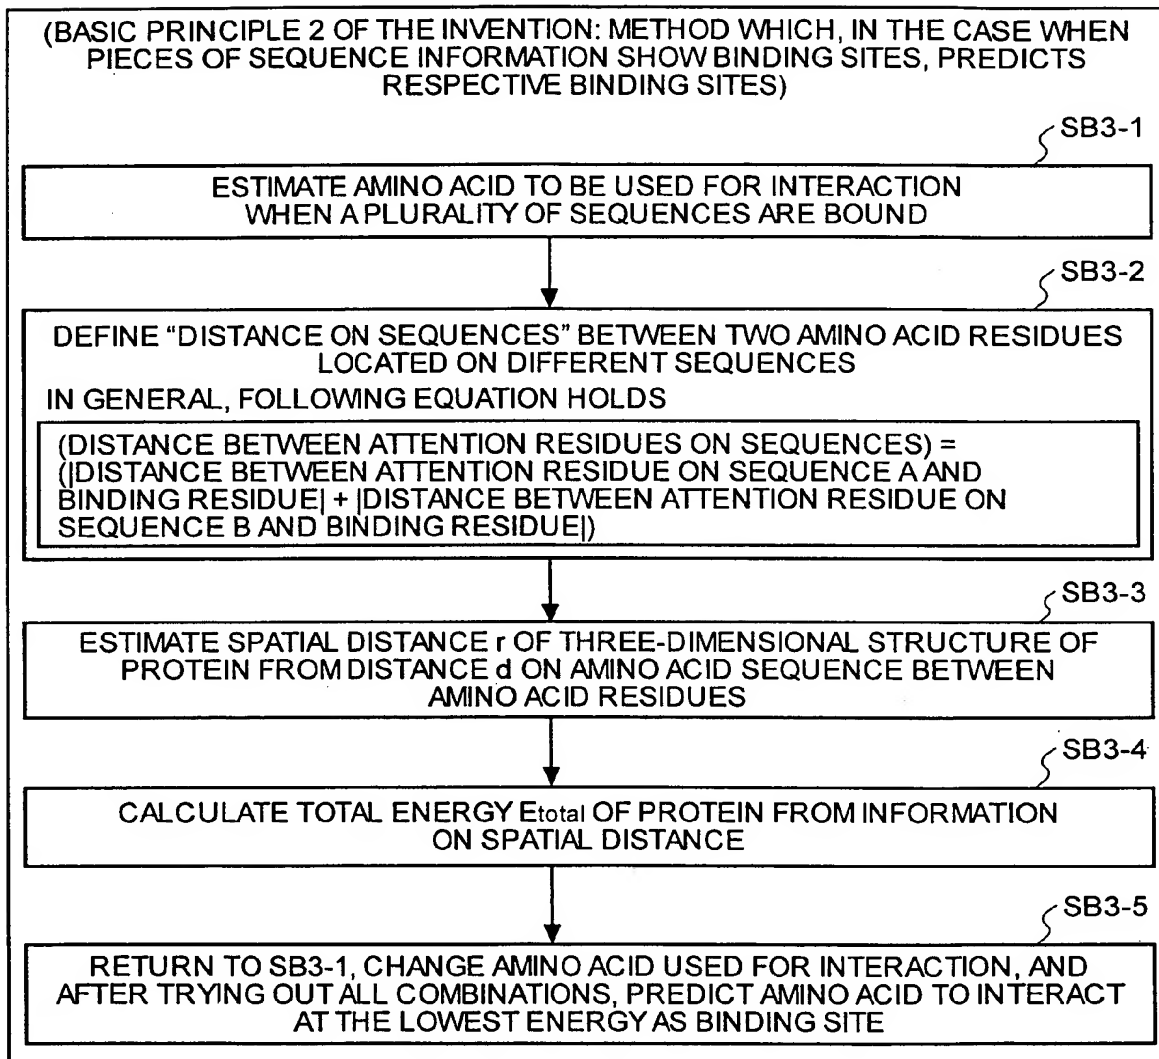 (BASIC PRINCIPLE 2 OF THE INVENTION: METHOD WHICH, IN THE CASE WHEN
PIECES OF SEQUENCE INFORMATION SHOW BINDING SITES, PREDICTS
RESPECTIVE BINDING SITES)
SB3-1
ESTIMATE AMINO ACID TO BE USED FOR INTERACTION
WHEN A PLURALITY OF SEQUENCES ARE BOUND
SB3-2
DEFINE “DISTANCE ON SEQUENCES” BETWEEN TWO AMINO ACID RESIDUES
LOCATED ON DIFFERENT SEQUENCES
IN GENERAL, FOLLOWING EQUATION HOLDS
(DISTANCE BETWEEN ATTENTION RESIDUES ON SEQUENCES) =
(|DISTANCE BETWEEN ATTENTION RESIDUE ON SEQUENCE A AND
BINDING RESIDUE| + |DISTANCE BETWEEN ATTENTION RESIDUE ON
SEQUENCE B AND BINDING RESIDUE|)
SB3-3
ESTIMATE SPATIAL DISTANCE r OF THREE-DIMENSIONAL STRUCTURE OF
PROTEIN FROM DISTANCE d ON AMINO ACID SEQUENCE BETWEEN
AMINO ACID RESIDUES
SB3-4
CALCULATE TOTAL ENERGY Etotal OF PROTEIN FROM INFORMATION
ON SPATIAL DISTANCE
SB3-5
RETURN TO SB3-1, CHANGE AMINO ACID USED FOR INTERACTION, AND
AFTER TRYING OUT ALL COMBINATIONS, PREDICT AMINO ACID TO INTERACT
AT THE LOWEST ENERGY AS BINDING SITE